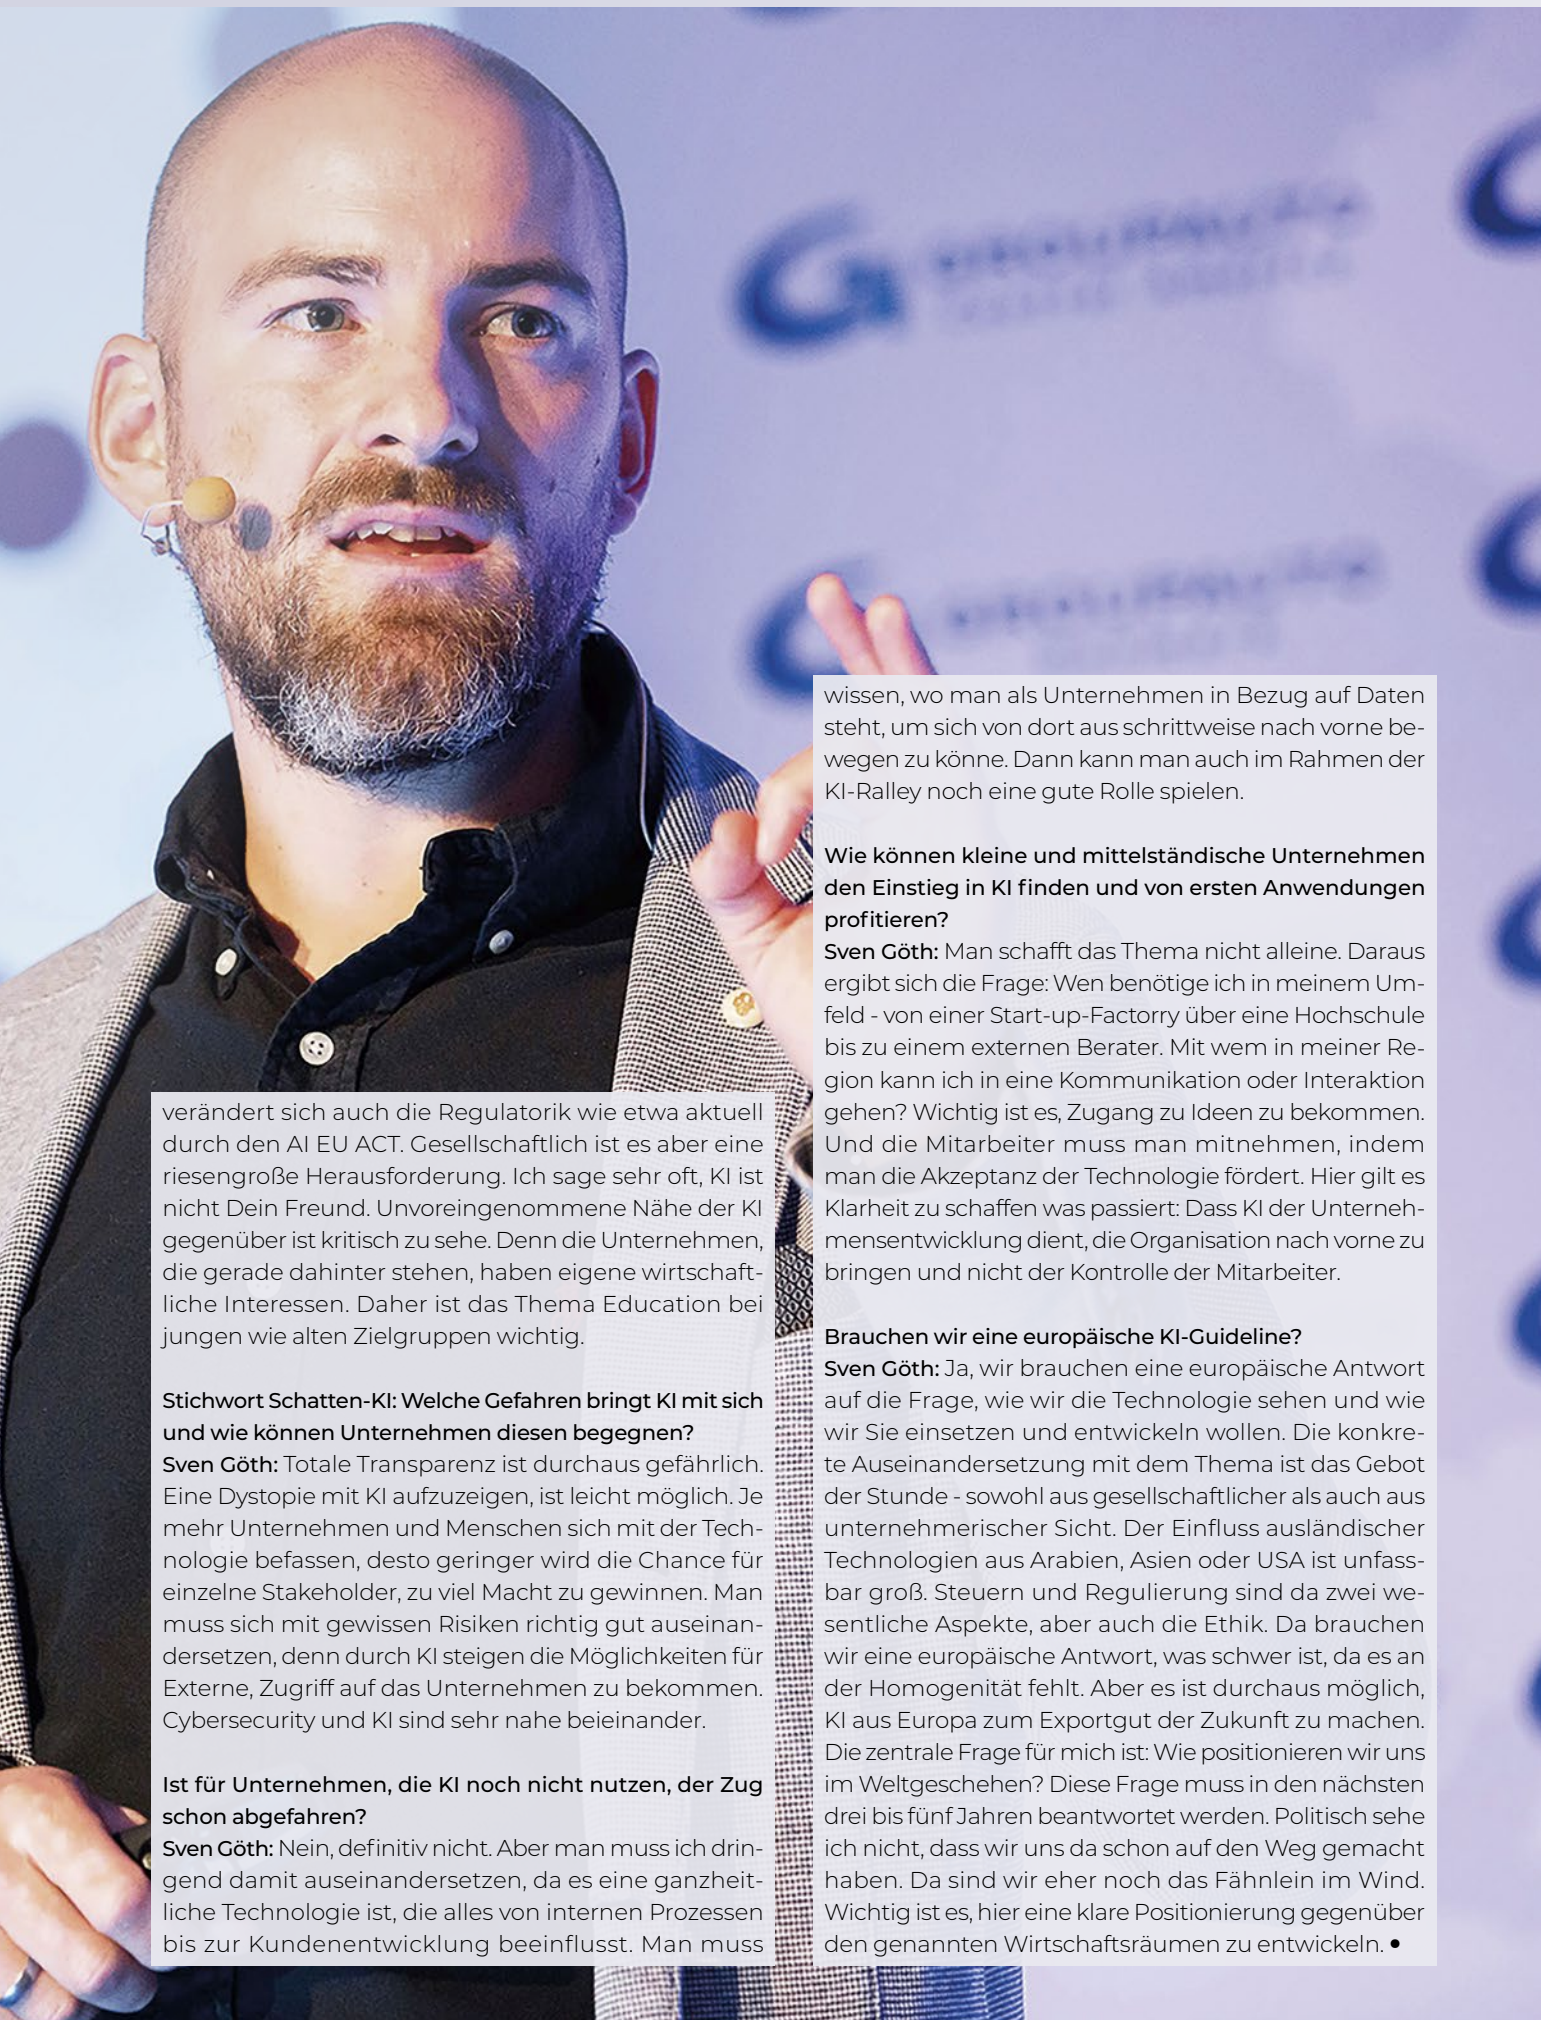 verändert sich auch die Regulatorik wie etwa aktuell
durch den AI EU ACT. Gesellschaftlich ist es aber eine
riesengroße Herausforderung. Ich sage sehr oft, KI ist
nicht Dein Freund. Unvoreingenommene Nähe der KI
gegenüber ist kritisch zu sehe. Denn die Unternehmen,
die gerade dahinter stehen, haben eigene wirtschaft-
liche Interessen. Daher ist das Thema Education bei
jungen wie alten Zielgruppen wichtig.
Stichwort Schatten-KI: Welche Gefahren bringt KI mit sich
und wie können Unternehmen diesen begegnen?
Sven Göth: Totale Transparenz ist durchaus gefährlich.
Eine Dystopie mit KI aufzuzeigen, ist leicht möglich. Je
mehr Unternehmen und Menschen sich mit der Tech-
nologie befassen, desto geringer wird die Chance für
einzelne Stakeholder, zu viel Macht zu gewinnen. Man
muss sich mit gewissen Risiken richtig gut auseinan-
dersetzen, denn durch KI steigen die Möglichkeiten für
Externe, Zugriff auf das Unternehmen zu bekommen.
Cybersecurity und KI sind sehr nahe beieinander.
Ist für Unternehmen, die KI noch nicht nutzen, der Zug
schon abgefahren?
Sven Göth: Nein, definitiv nicht. Aber man muss ich drin-
gend damit auseinandersetzen, da es eine ganzheit-
liche Technologie ist, die alles von internen Prozessen
bis zur Kundenentwicklung beeinflusst. Man muss
wissen, wo man als Unternehmen in Bezug auf Daten
steht, um sich von dort aus schrittweise nach vorne be-
wegen zu könne. Dann kann man auch im Rahmen der
KI-Ralley noch eine gute Rolle spielen.
Wie können kleine und mittelständische Unternehmen
den Einstieg in KI finden und von ersten Anwendungen
profitieren?
Sven Göth: Man schafft das Thema nicht alleine. Daraus
ergibt sich die Frage: Wen benötige ich in meinem Um-
feld - von einer Start-up-Factorry über eine Hochschule
bis zu einem externen Berater. Mit wem in meiner Re-
gion kann ich in eine Kommunikation oder Interaktion
gehen? Wichtig ist es, Zugang zu Ideen zu bekommen.
Und die Mitarbeiter muss man mitnehmen, indem
man die Akzeptanz der Technologie fördert. Hier gilt es
Klarheit zu schaffen was passiert: Dass KI der Unterneh-
mensentwicklung dient, die Organisation nach vorne zu
bringen und nicht der Kontrolle der Mitarbeiter.
Brauchen wir eine europäische KI-Guideline?
Sven Göth: Ja, wir brauchen eine europäische Antwort
auf die Frage, wie wir die Technologie sehen und wie
wir Sie einsetzen und entwickeln wollen. Die konkre-
te Auseinandersetzung mit dem Thema ist das Gebot
der Stunde - sowohl aus gesellschaftlicher als auch aus
unternehmerischer Sicht. Der Einfluss ausländischer
Technologien aus Arabien, Asien oder USA ist unfass-
bar groß. Steuern und Regulierung sind da zwei we-
sentliche Aspekte, aber auch die Ethik. Da brauchen
wir eine europäische Antwort, was schwer ist, da es an
der Homogenität fehlt. Aber es ist durchaus möglich,
KI aus Europa zum Exportgut der Zukunft zu machen.
Die zentrale Frage für mich ist: Wie positionieren wir uns
im Weltgeschehen? Diese Frage muss in den nächsten
drei bis fünf Jahren beantwortet werden. Politisch sehe
ich nicht, dass wir uns da schon auf den Weg gemacht
haben. Da sind wir eher noch das Fähnlein im Wind.
Wichtig ist es, hier eine klare Positionierung gegenüber
den genannten Wirtschaftsräumen zu entwickeln. •